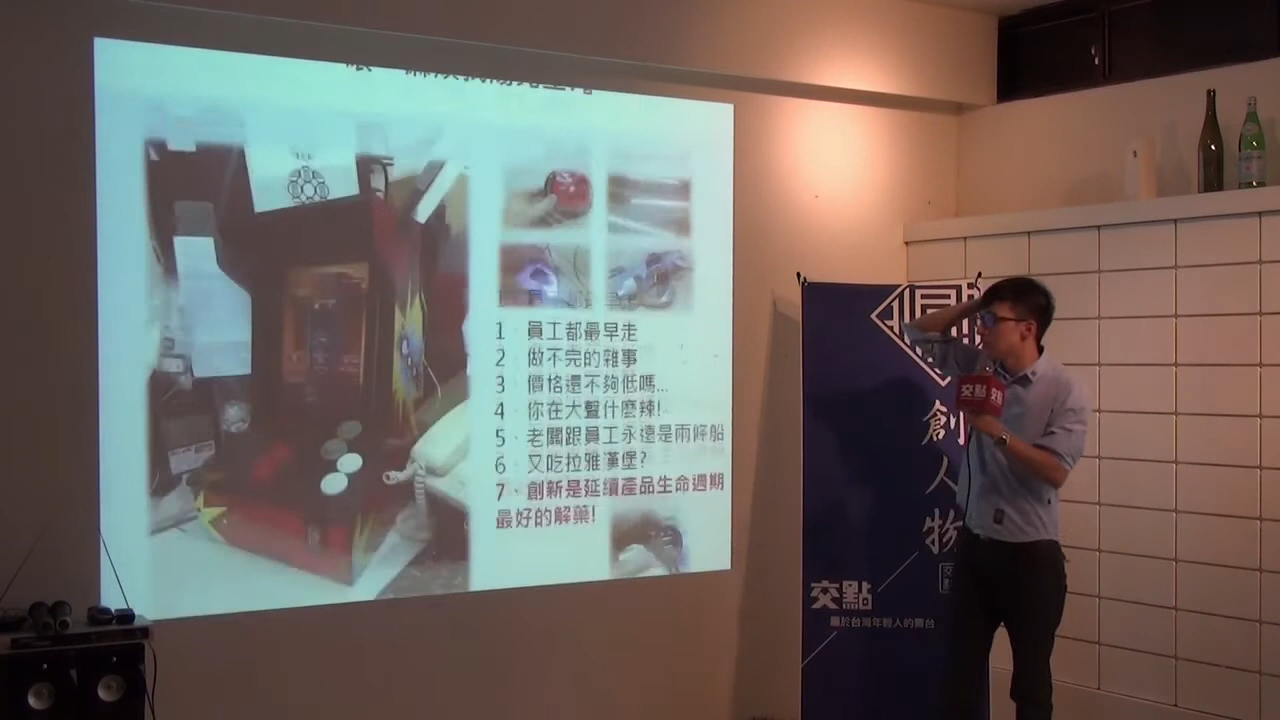 1、員工都最早走
2、做不完的雜事
3、價格還不夠低嗎...
4、你在大聲什麼辣!
5、老闆跟員工永遠是兩條船
6、又吃拉雅漢堡?
7、創新是延續產品生命週期
最好的解藥!
交點
創
人
物
交點
屬於台灣年輕人的舞台